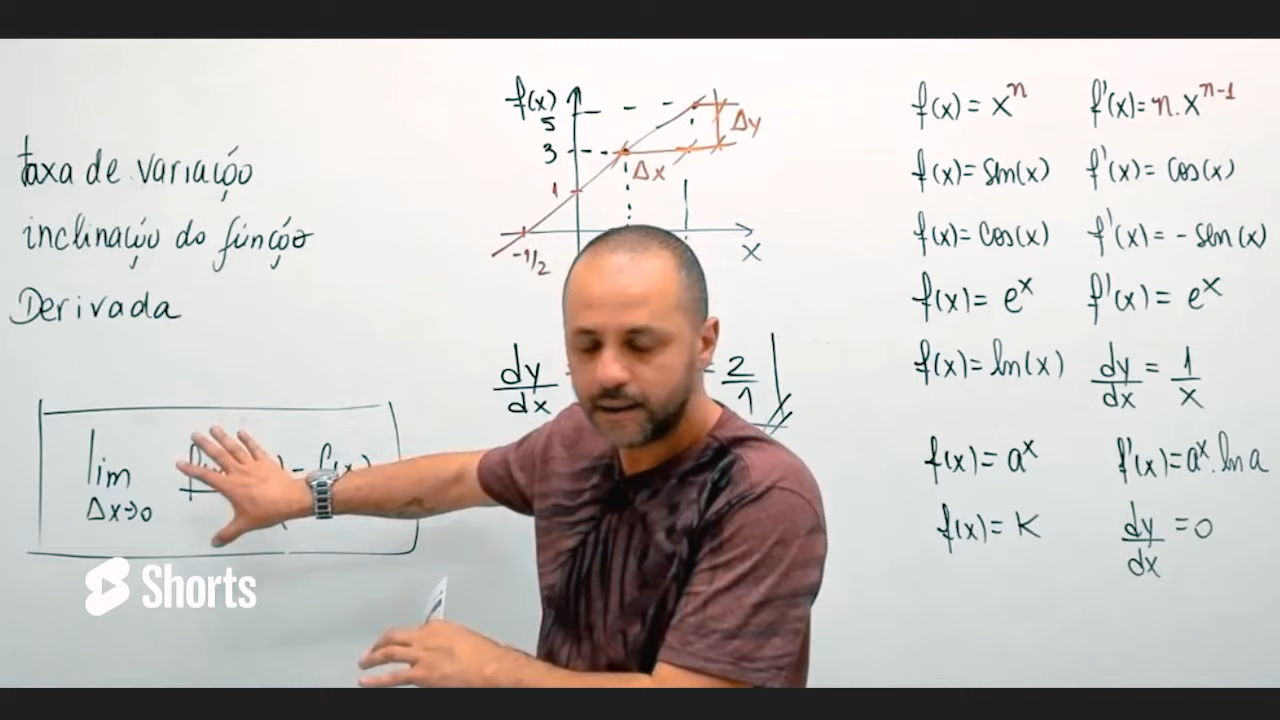 taxa de variação
inclinação da função
Derivada
lim
Δx→0
- f(x)
Shorts
f(x)
5
3
1
-1/2
Δx
Δy
x
dy/dx
2/1
f(x) = x^n f'(x) = n.x^n-1
f(x) = sen(x) f'(x) = cos(x)
f(x) = cos(x) f'(x) = - sen(x)
f(x) = e^x f'(x) = e^x
f(x) = ln(x) dy/dx = 1/x
f(x) = a^x f'(x) = a^x . ln a
f(x) = K dy/dx = 0